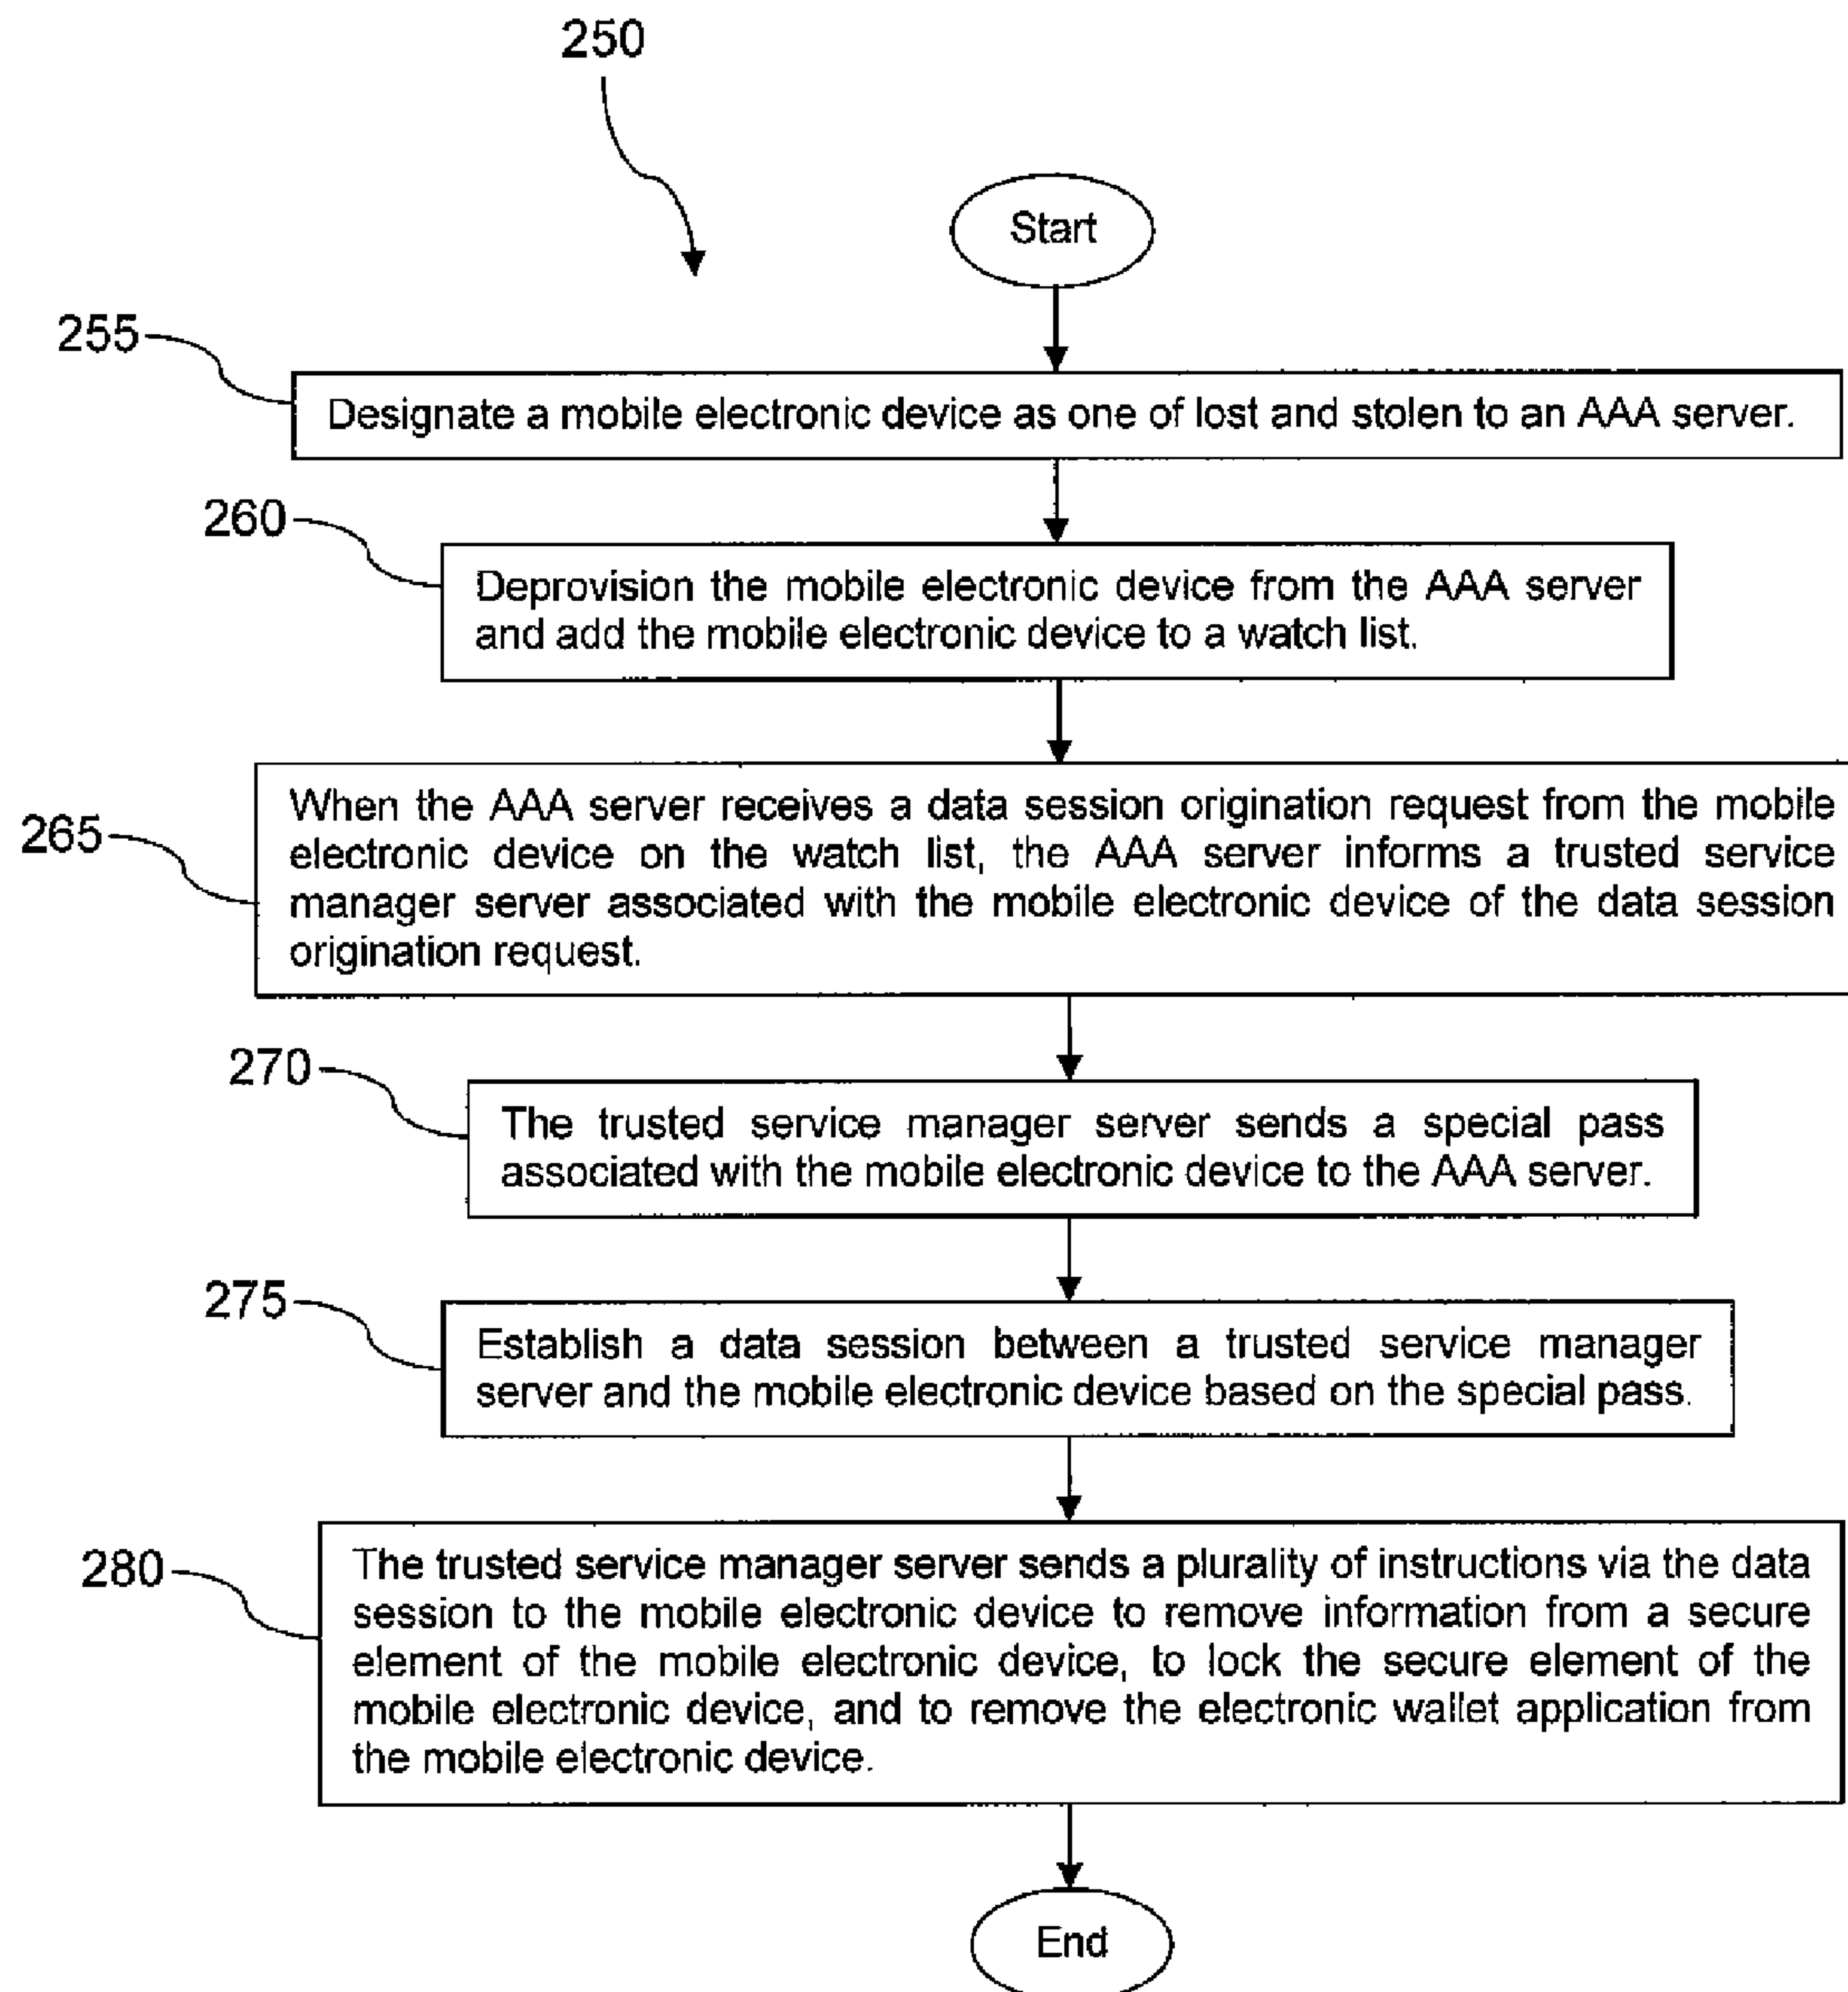 250
Start
255
Designate a mobile electronic device as one of lost and stolen to an AAA server.
260
Deprovision the mobile electronic device from the AAA server
and add the mobile electronic device to a watch list.
265
When the AAA server receives a data session origination request from the mobile
electronic device on the watch list, the AAA server informs a trusted service
manager server associated with the mobile electronic device of the data session
origination request.
270
The trusted service manager server sends a special pass
associated with the mobile electronic device to the AAA server.
275
Establish a data session between a trusted service manager
server and the mobile electronic device based on the special pass.
280
The trusted service manager server sends a plurality of instructions via the data
session to the mobile electronic device to remove information from a secure
element of the mobile electronic device, to lock the secure element of the
mobile electronic device, and to remove the electronic wallet application from
the mobile electronic device.
End